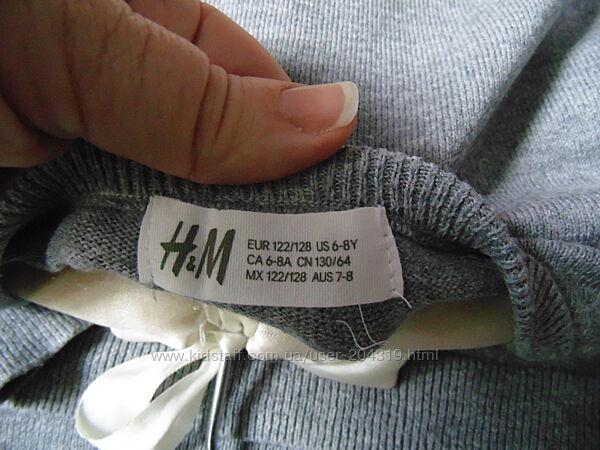 H&M
EUR 122/128 US 6-8Y
CA 6-8A CN 130/64
MX 122/128 AUS 7-8
www.kidstaff.com.ua/user-204319.html